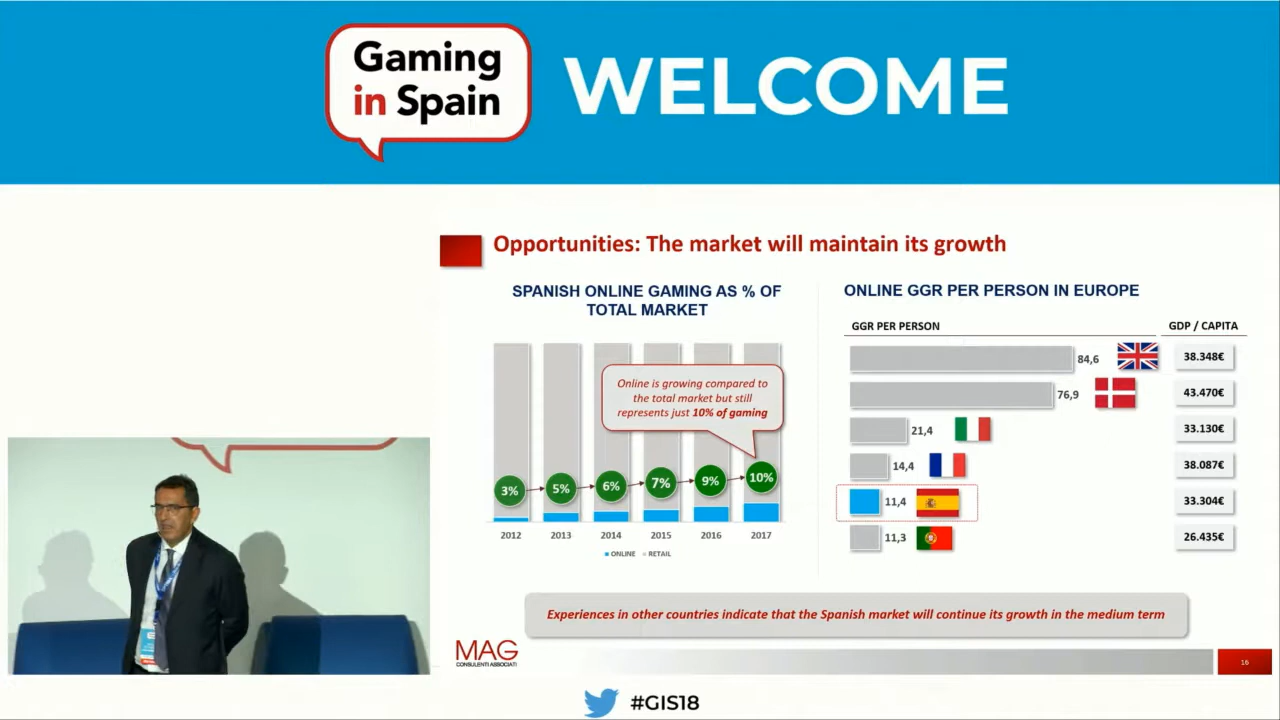 Gaming
in Spain
WELCOME
Opportunities: The market will maintain its growth
SPANISH ONLINE GAMING AS % OF
TOTAL MARKET
Online is growing compared to
the total market but still
represents just 10% of gaming
3%
5%
6%
7%
9%
10%
2012
2013
2014
2015
2016
2017
ONLINE
RETAIL
ONLINE GGR PER PERSON IN EUROPE
GGR PER PERSON
GDP / CAPITA
84,6
38.348€
76,9
43.470€
21,4
33.130€
14,4
38.087€
11,4
33.304€
11,3
26.435€
Experiences in other countries indicate that the Spanish market will continue its growth in the medium term
MAG
CONSULENTI ASSOCIATI
16
#GIS18